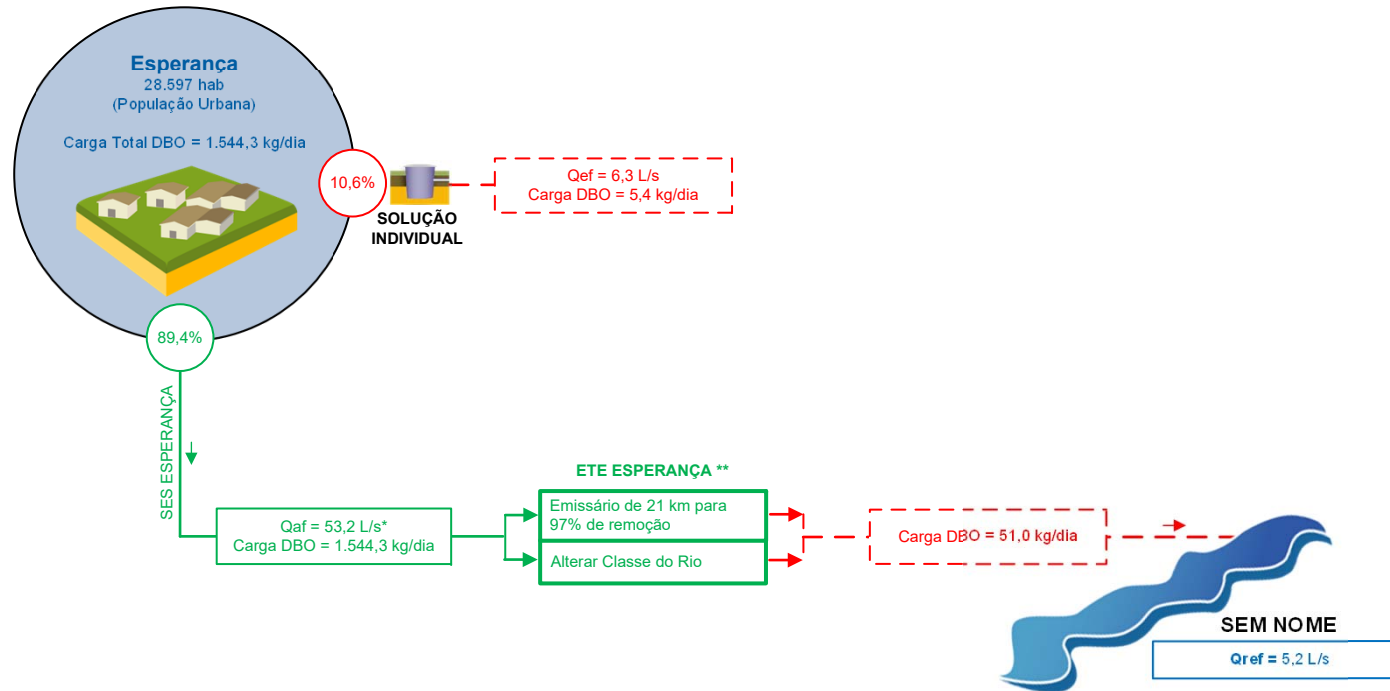 Esperança
28.597 hab
(População Urbana)
Carga Total DBO = 1.544,3 kg/dia
10,6%
SOLUÇÃO
INDIVIDUAL
Qef = 6,3 L/s
Carga DBO = 5,4 kg/dia
89,4%
SES ESPERANÇA
Qaf = 53,2 L/s*
Carga DBO = 1.544,3 kg/dia
ETE ESPERANÇA **
Emissário de 21 km para
97% de remoção
Alterar Classe do Rio
Carga DBO = 51,0 kg/dia
SEM NOME
Qref = 5,2 L/s